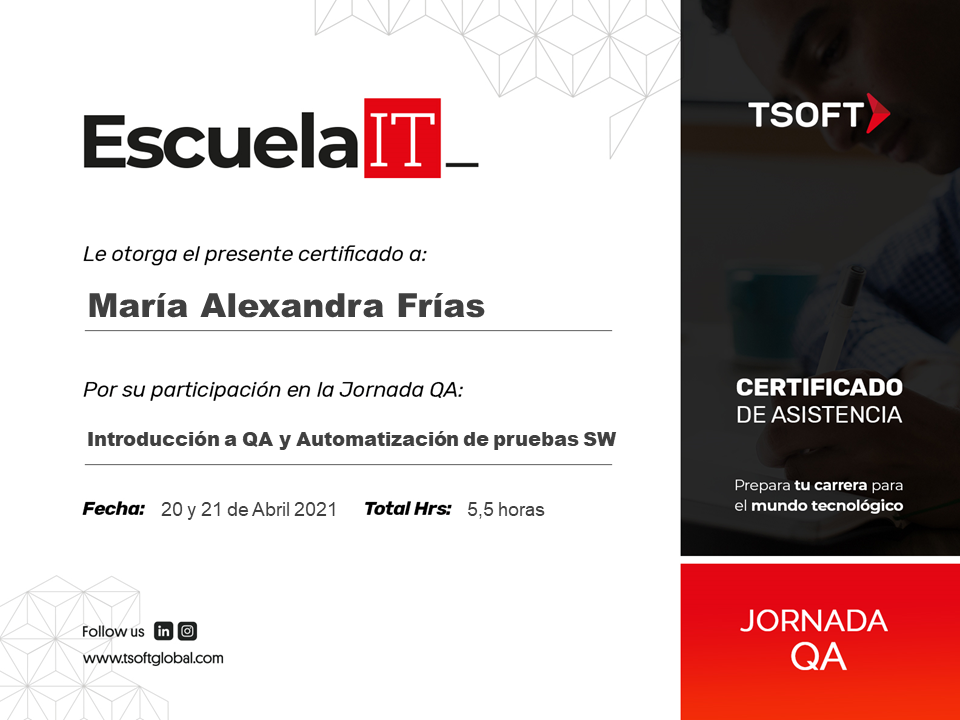 EscuelaIT_
Le otorga el presente certificado a:
María Alexandra Frías
Por su participación en la Jornada QA:
Introducción a QA y Automatización de pruebas SW
Fecha: 20 y 21 de Abril 2021 Total Hrs: 5,5 horas
Follow us in
www.tsoftglobal.com
TSOFT
CERTIFICADO
DE ASISTENCIA
Prepara tu carrera para
el mundo tecnológico
JORNADA
QA